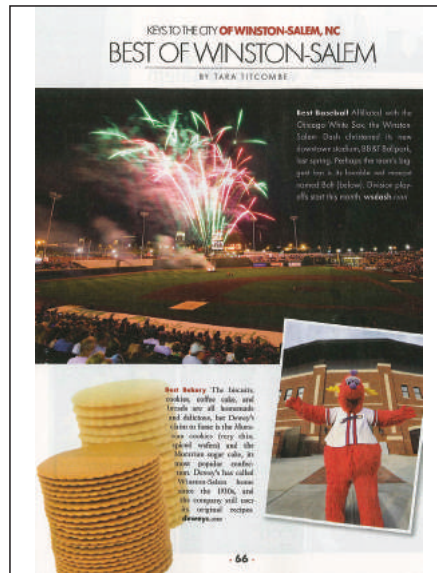 KEYS TO THE CITY OF WINSTON-SALEM, NC
BEST OF WINSTON-SALEM
BY TARA TITCOMBE
Best Baseball Affiliated with the
Chicago White Sox, the Winston-
Salem Dash christened its new
downtown stadium, BB&T Ballpark,
last spring. Perhaps the team's big-
gest fan is its lovable red mascot
named Bolt (below). Division play-
offs start this month. wsdash.com
Best Bakery The biscuits,
cookies, coffee cake, and
breads are all homemade
and delicious, but Dewey's
claim to fame is the Mora-
vian cookies (very thin,
spiced wafers) and the
Moravian sugar cake, its
most popular confec-
tion. Dewey's has called
Winston-Salem home
since the 1930s, and
the company still uses
its original recipes
deweys.com
- 66 -